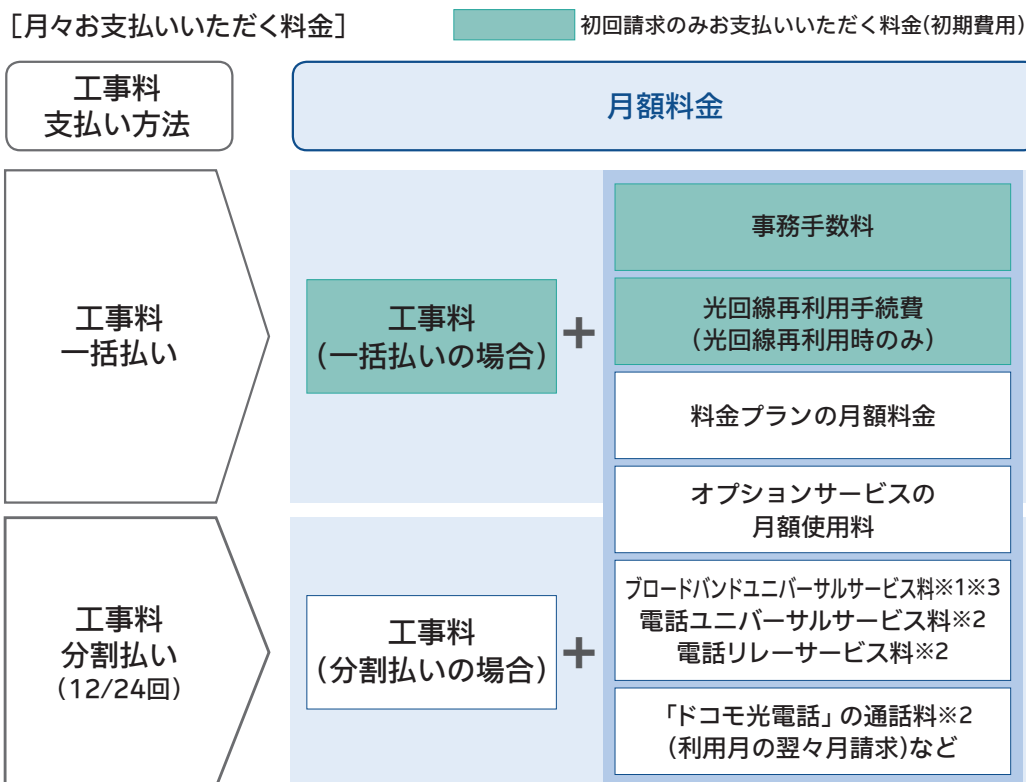 ［月々お支払いいただく料金］
初回請求のみお支払いいただく料金(初期費用)
工事料
支払い方法
月額料金
工事料
一括払い
工事料
(一括払いの場合)
+
事務手数料
光回線再利用手続費
(光回線再利用時のみ)
料金プランの月額料金
オプションサービスの
月額使用料
工事料
分割払い
(12/24回)
工事料
(分割払いの場合)
+
ブロードバンドユニバーサルサービス料※1※3
電話ユニバーサルサービス料※2
電話リレーサービス料※2
「ドコモ光電話」の通話料※2
(利用月の翌々月請求)など